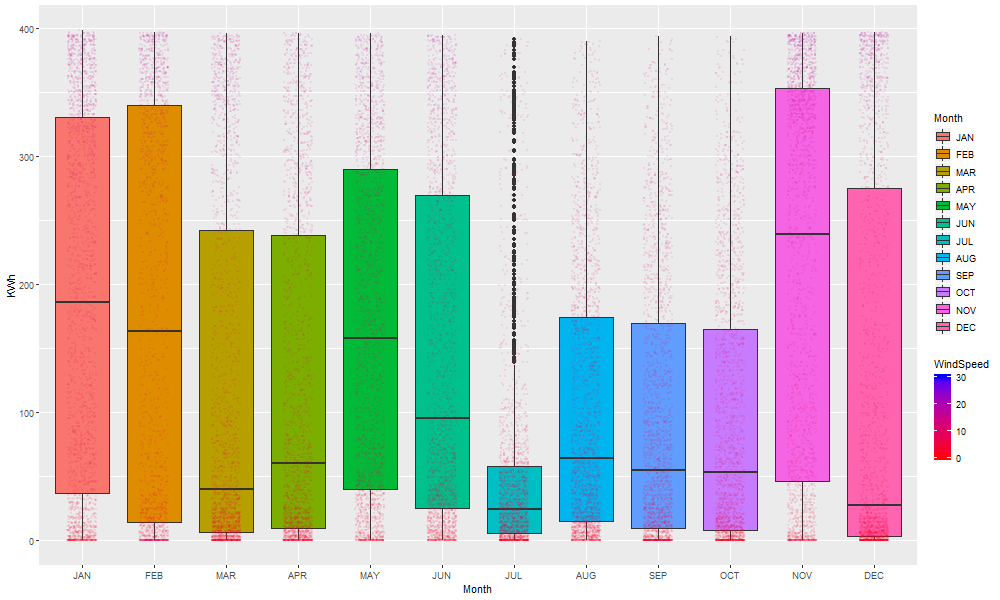 400
300
200
100
0
KWh
JAN FEB MAR APR MAY JUN JUL AUG SEP OCT NOV DEC
Month
Month
JAN
FEB
MAR
APR
MAY
JUN
JUL
AUG
SEP
OCT
NOV
DEC
WindSpeed
30
20
10
0